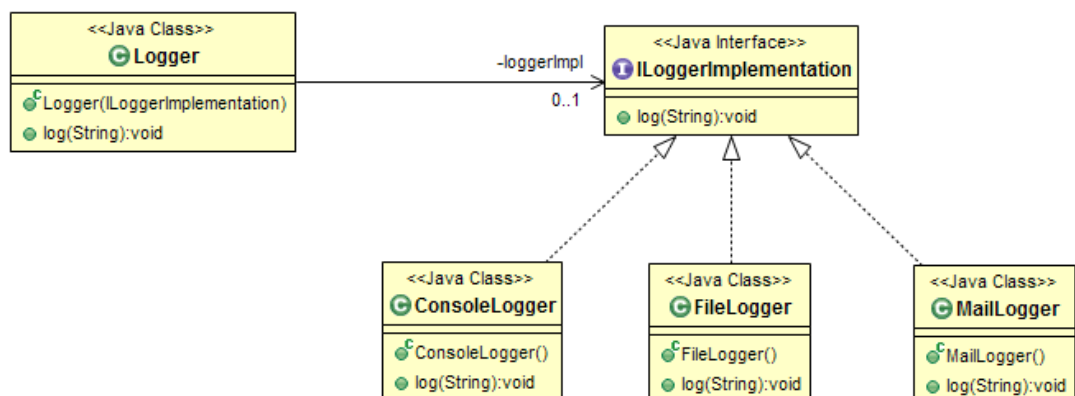 <<Java Class>>
Logger
Logger(ILoggerImplementation)
log(String):void
-loggerImpl
0..1
<<Java Interface>>
ILoggerImplementation
log(String):void
<<Java Class>>
ConsoleLogger
ConsoleLogger()
log(String):void
<<Java Class>>
FileLogger
FileLogger()
log(String):void
<<Java Class>>
MailLogger
MailLogger()
log(String):void